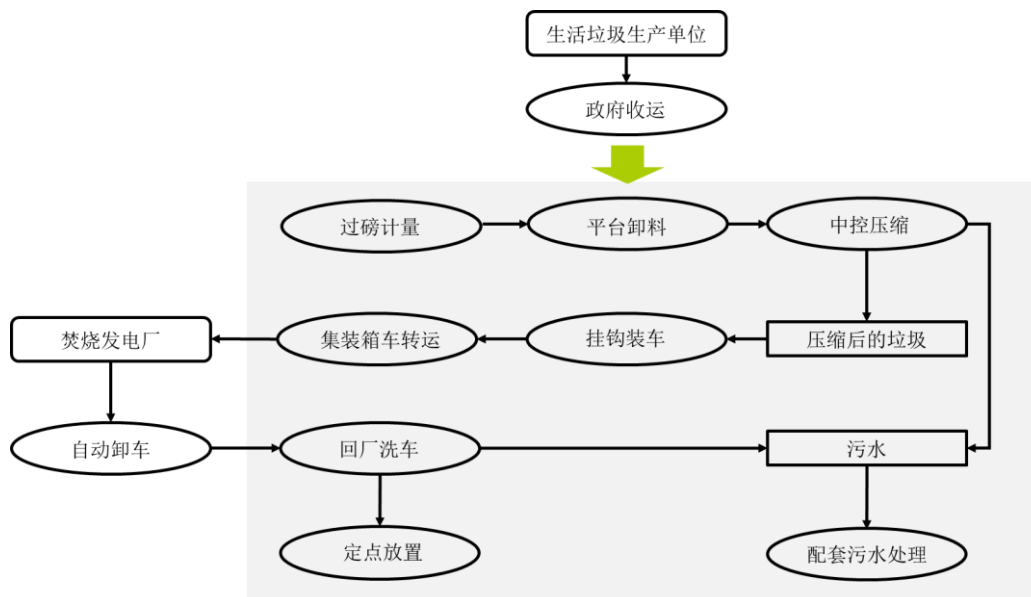 生活垃圾生产单位
政府收运
过磅计量
平台卸料
中控压缩
焚烧发电厂
集装箱车转运
挂钩装车
压缩后的垃圾
自动卸车
回厂洗车
污水
定点放置
配套污水处理